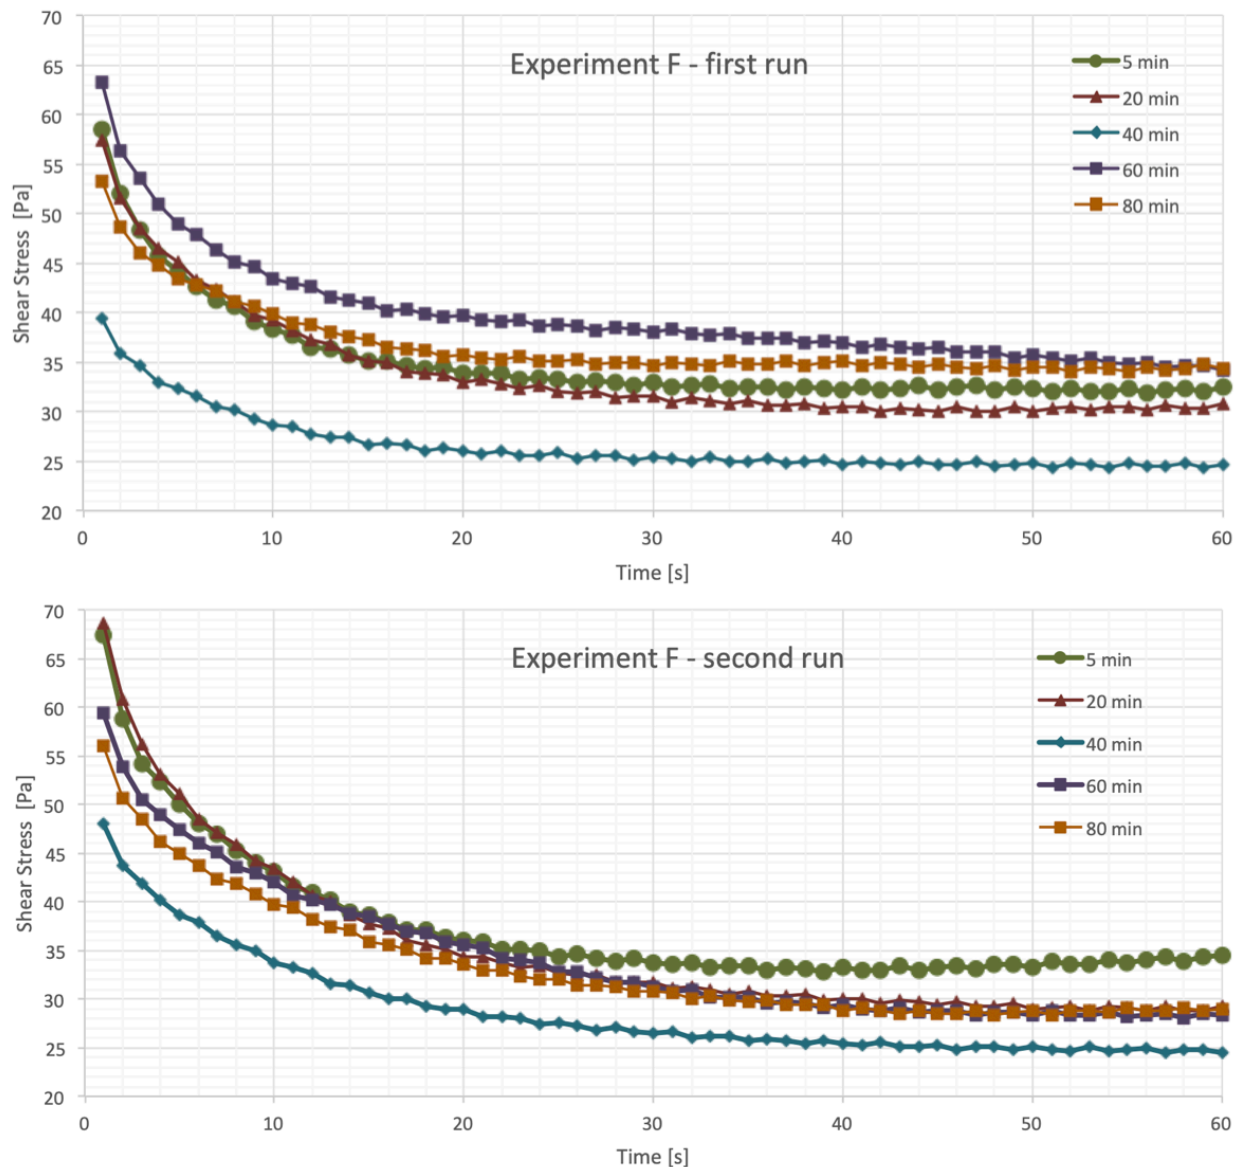 70
Experiment F - first run
65
60
55
50
45
40
35
30
25
20
Shear Stress [Pa]
5 min
20 min
40 min
60 min
80 min
0 10 20 30 40 50 60
Time [s]
70
Experiment F - second run
65
60
55
50
45
40
35
30
25
20
Shear Stress [Pa]
5 min
20 min
40 min
60 min
80 min
0 10 20 30 40 50 60
Time [s]